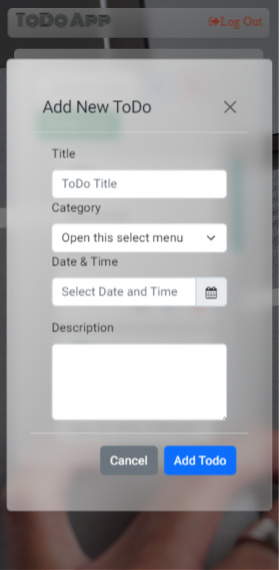 ToDo App
Log Out
Add New ToDo
Title
ToDo Title
Category
Open this select menu
Date & Time
Select Date and Time
Description
Cancel
Add Todo